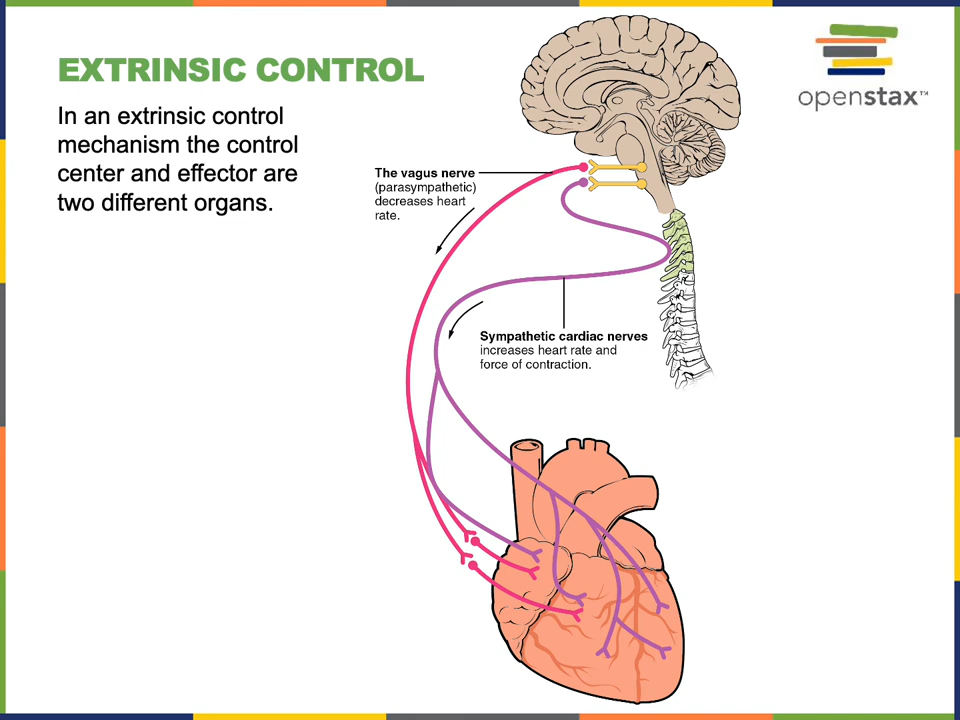 EXTRINSIC CONTROL
In an extrinsic control
mechanism the control
center and effector are
two different organs.
openstax™
The vagus nerve
(parasympathetic)
decreases heart
rate.
Sympathetic cardiac nerves
increases heart rate and
force of contraction.